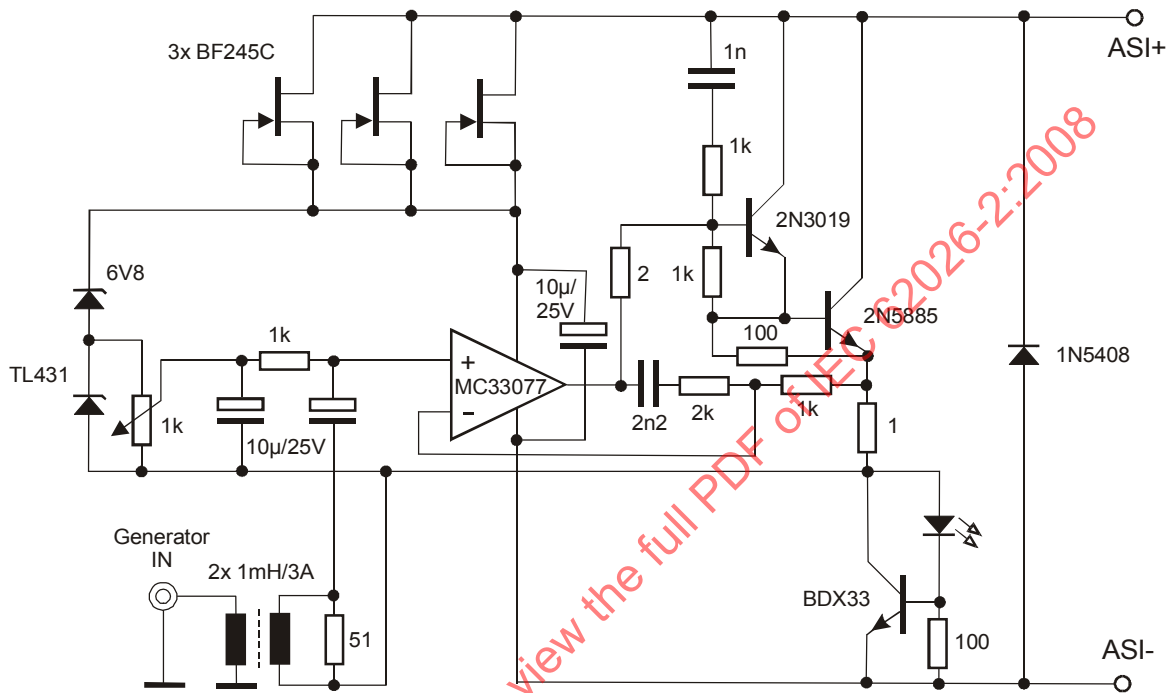 ASI+
3x BF245C
1n
1k
2N3019
6V8
2
1k
10µ/
25V
2N5885
1k
100
TL431
+
MC33077
-
1N5408
1k
10µ/25V
2n2
2k
1k
1
Generator
IN
2x 1mH/3A
BDX33
51
100
ASI-
view the full PDF of IEC 62026-2:2008